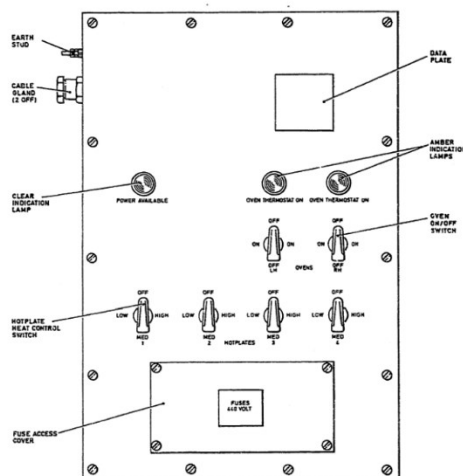 EARTH
STUD
CABLE
GLAND
(2 OFF)
DATA
PLATE
AMBER
INDICATION
LAMPS
CLEAR
INDICATION
LAMP
POWER AVAILABLE
OVEN THERMOSTAT ON
OVEN THERMOSTAT ON
OVEN
ON/OFF
SWITCH
OFF
OFF
ON
ON
ON
ON
OFF
LH
OVENS
OFF
RH
HOTPLATE
HEAT CONTROL
SWITCH
OFF
OFF
OFF
OFF
LOW
HIGH
LOW
HIGH
LOW
HIGH
LOW
HIGH
MED
1
MED
2
HOTPLATES
MED
3
MED
4
FUSES
440 VOLT
FUSE ACCESS
COVER